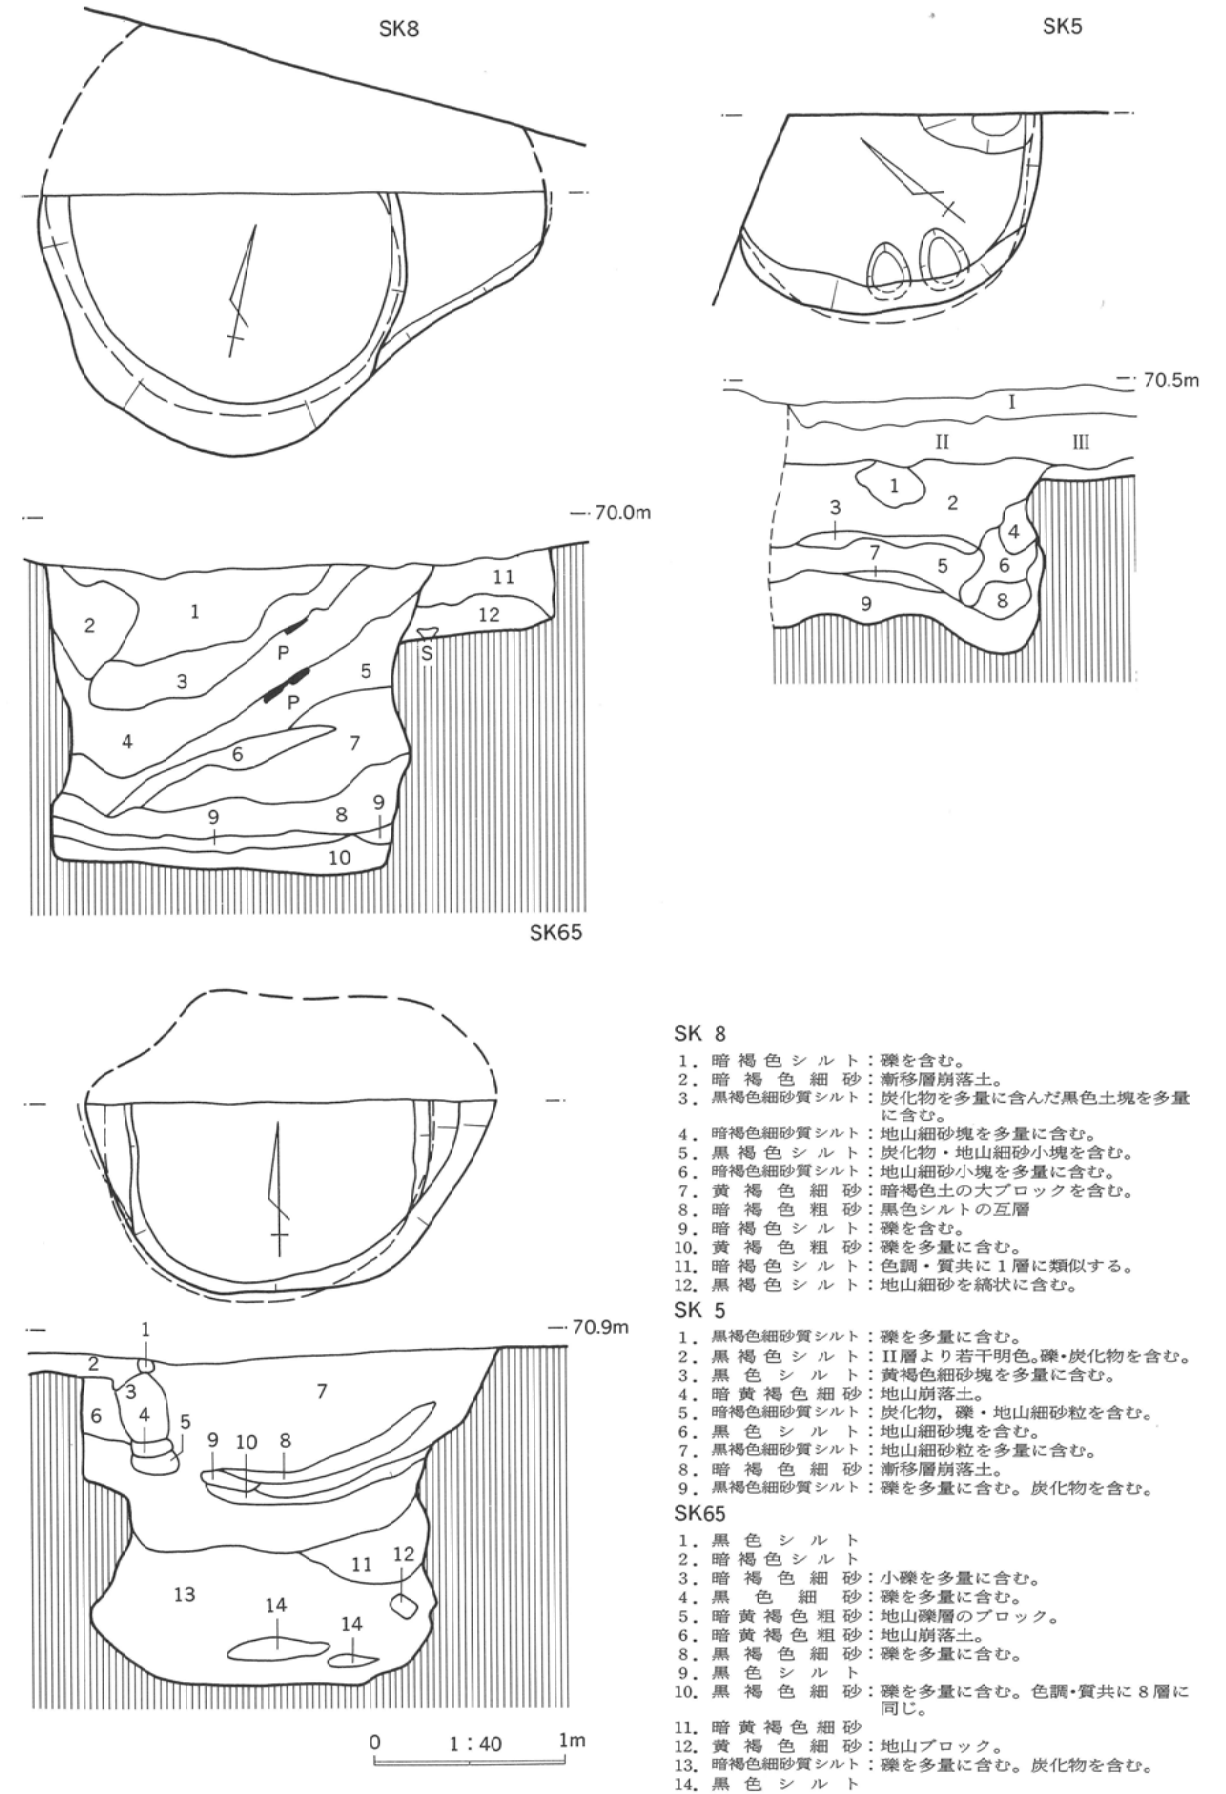 SK8
SK5
70.5m
I
II
III
1
2
3
4
7
5
6
8
9
70.0m
11
1
2
12
P
S
3
5
P
4
6
7
9
8
9
10
SK65
70.9m
1
2
3
7
6
4
5
9
10
8
11
12
13
14
14
0
1:40
1m
SK 8
1. 暗褐色シルト：礫を含む。
2. 暗褐色細砂：漸移層崩落土。
3. 黒褐色細砂質シルト：炭化物を多量に含んだ黒色土塊を多量
に含む。
4. 暗褐色細砂質シルト：地山細砂塊を多量に含む。
5. 黒褐色シルト：炭化物・地山細砂小塊を含む。
6. 暗褐色細砂質シルト：地山細砂小塊を多量に含む。
7. 黄褐色細砂：暗褐色土の大ブロックを含む。
8. 暗褐色粗砂：黒色シルトの互層
9. 暗褐色シルト：礫を含む。
10. 黄褐色粗砂：礫を多量に含む。
11. 暗褐色シルト：色調・質共に1層に類似する。
12. 黒褐色シルト：地山細砂を縞状に含む。
SK 5
1. 黒褐色細砂質シルト：礫を多量に含む。
2. 黒褐色シルト：II層より若干明色。礫・炭化物を含む。
3. 黒色シルト：黄褐色細砂塊を多量に含む。
4. 暗黄褐色細砂：地山崩落土。
5. 暗褐色細砂質シルト：炭化物，礫・地山細砂粒を含む。
6. 黒色シルト：地山細砂塊を含む。
7. 黒褐色細砂質シルト：地山細砂粒を多量に含む。
8. 暗褐色細砂：漸移層崩落土。
9. 黒褐色細砂質シルト：礫を多量に含む。炭化物を含む。
SK65
1. 黒色シルト
2. 暗褐色シルト
3. 暗褐色細砂：小礫を多量に含む。
4. 黒色細砂：礫を多量に含む。
5. 暗黄褐色粗砂：地山礫層のブロック。
6. 暗黄褐色粗砂：地山崩落土。
8. 黒褐色細砂：礫を多量に含む。
9. 黒色シルト
10. 黒褐色細砂：礫を多量に含む。色調・質共に8層に
同じ。
11. 暗黄褐色細砂
12. 黄褐色細砂：地山ブロック。
13. 暗褐色細砂質シルト：礫を多量に含む。炭化物を含む。
14. 黒色シルト